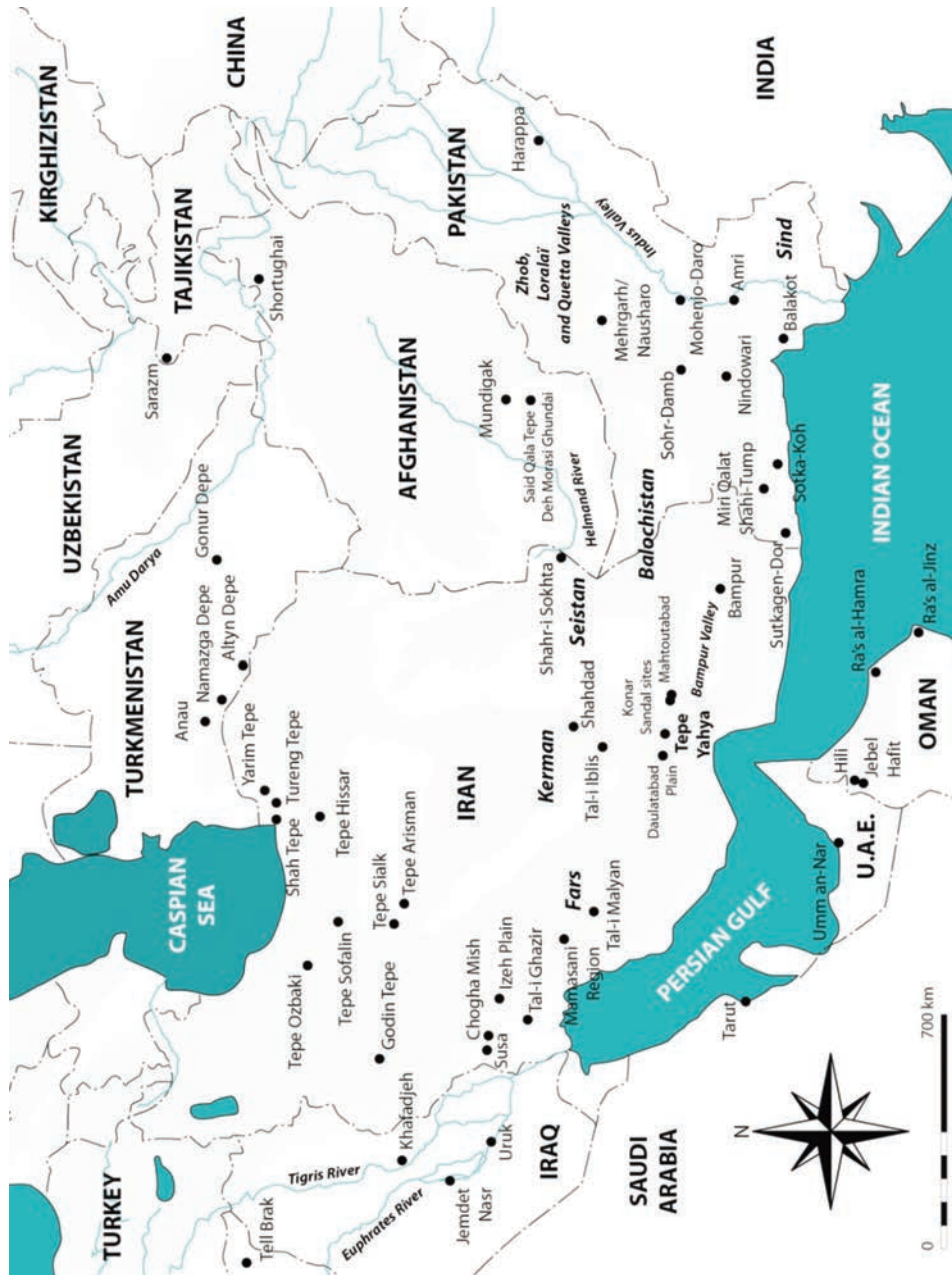 TURKEY
TURKMENISTAN
UZBEKISTAN
TAJIKISTAN
KIRGHIZISTAN
CHINA
CASPIAN
SEA
Amu Darya
Sarazm
Shortughai
Anau
Namazga Depe
Gonur Depe
Altyn Depe
Yarim Tepe
Tureng Tepe
Shah Tepe
Tepe Hissar
Tell Brak
Tepe Ozbaki
Tepe Sofalin
Godin Tepe
Tepe Sialk
Tepe Arisman
Tigris River
Khafadjeh
Euphrates River
Jemdet
Nasr
Uruk
IRAQ
Susa
Chogha Mish
Izeh Plain
Tal-i Ghazir
Mamasani
Region
Fars
Tal-i Malyan
IRAN
Kerman
Shahdad
Tal-i Iblis
Daulatabad
Plain
Konar
Sandal sites
Tepe
Yahya
Mahtoutabad
Bampur Valley
Bampur
Seistan
Shahr-i Sokhta
Helmand River
AFGHANISTAN
Mundigak
Said Qala Tepe
Deh Morasi Ghundai
Balochistan
PAKISTAN
Zhob,
Loralaï
and Quetta Valleys
Mehrgarh/
Nausharo
Indus Valley
Harappa
Mohenjo-Daro
Sohr-Damb
Amri
Nindowari
Miri Qalat
Shahi-Tump
Sutkagen-Dor
Sotka-Koh
Balakot
Sind
INDIA
INDIAN OCEAN
PERSIAN GULF
SAUDI
ARABIA
Tarut
Umm an-Nar
U.A.E.
Hili
Jebel
Hafit
OMAN
Ra's al-Hamra
Ra's al-Jinz
N
0
700 km